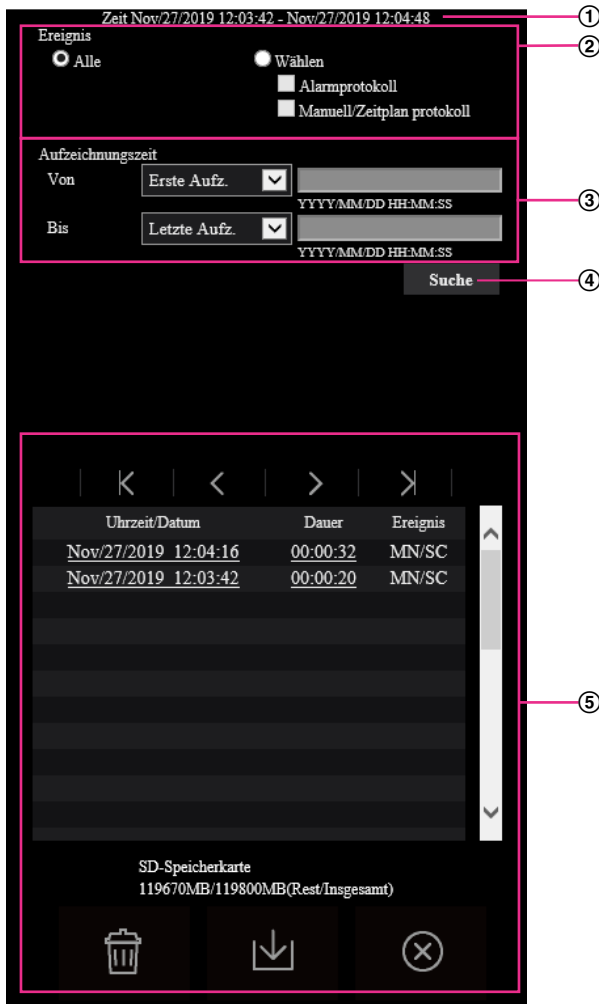 Zeit Nov/27/2019 12:03:42 - Nov/27/2019 12:04:48 ①
Ereignis ②
Alle Wählen
Alarmprotokoll
Manuell/Zeitplan protokoll
Aufzeichnungszeit
Von Erste Aufz. ③
YYYY/MM/DD HH:MM:SS
Bis Letzte Aufz.
YYYY/MM/DD HH:MM:SS
Suche ④
Uhrzeit/Datum Dauer Ereignis
Nov/27/2019 12:04:16 00:00:32 MN/SC
Nov/27/2019 12:03:42 00:00:20 MN/SC
⑤
SD-Speicherkarte
119670MB/119800MB(Rest/Insgesamt)